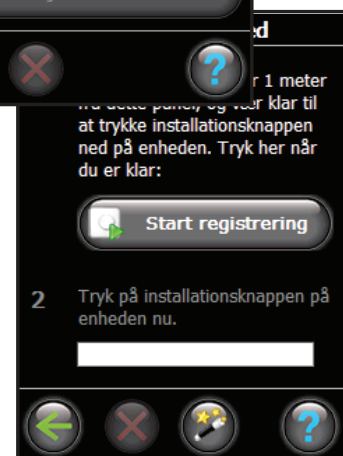 ed
r 1 meter
dette panel, og vær klar til
at trykke installationsknappen
ned på enheden. Tryk her når
du er klar:
Start registrering
2 Tryk på installationsknappen på
enheden nu.